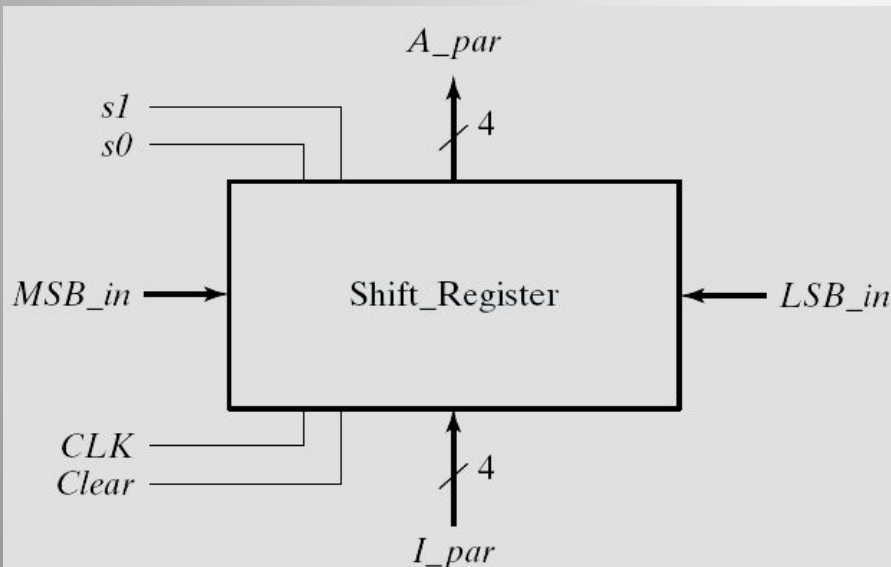 A_par
4
s1
s0
MSB_in
Shift_Register
LSB_in
CLK
Clear
4
I_par